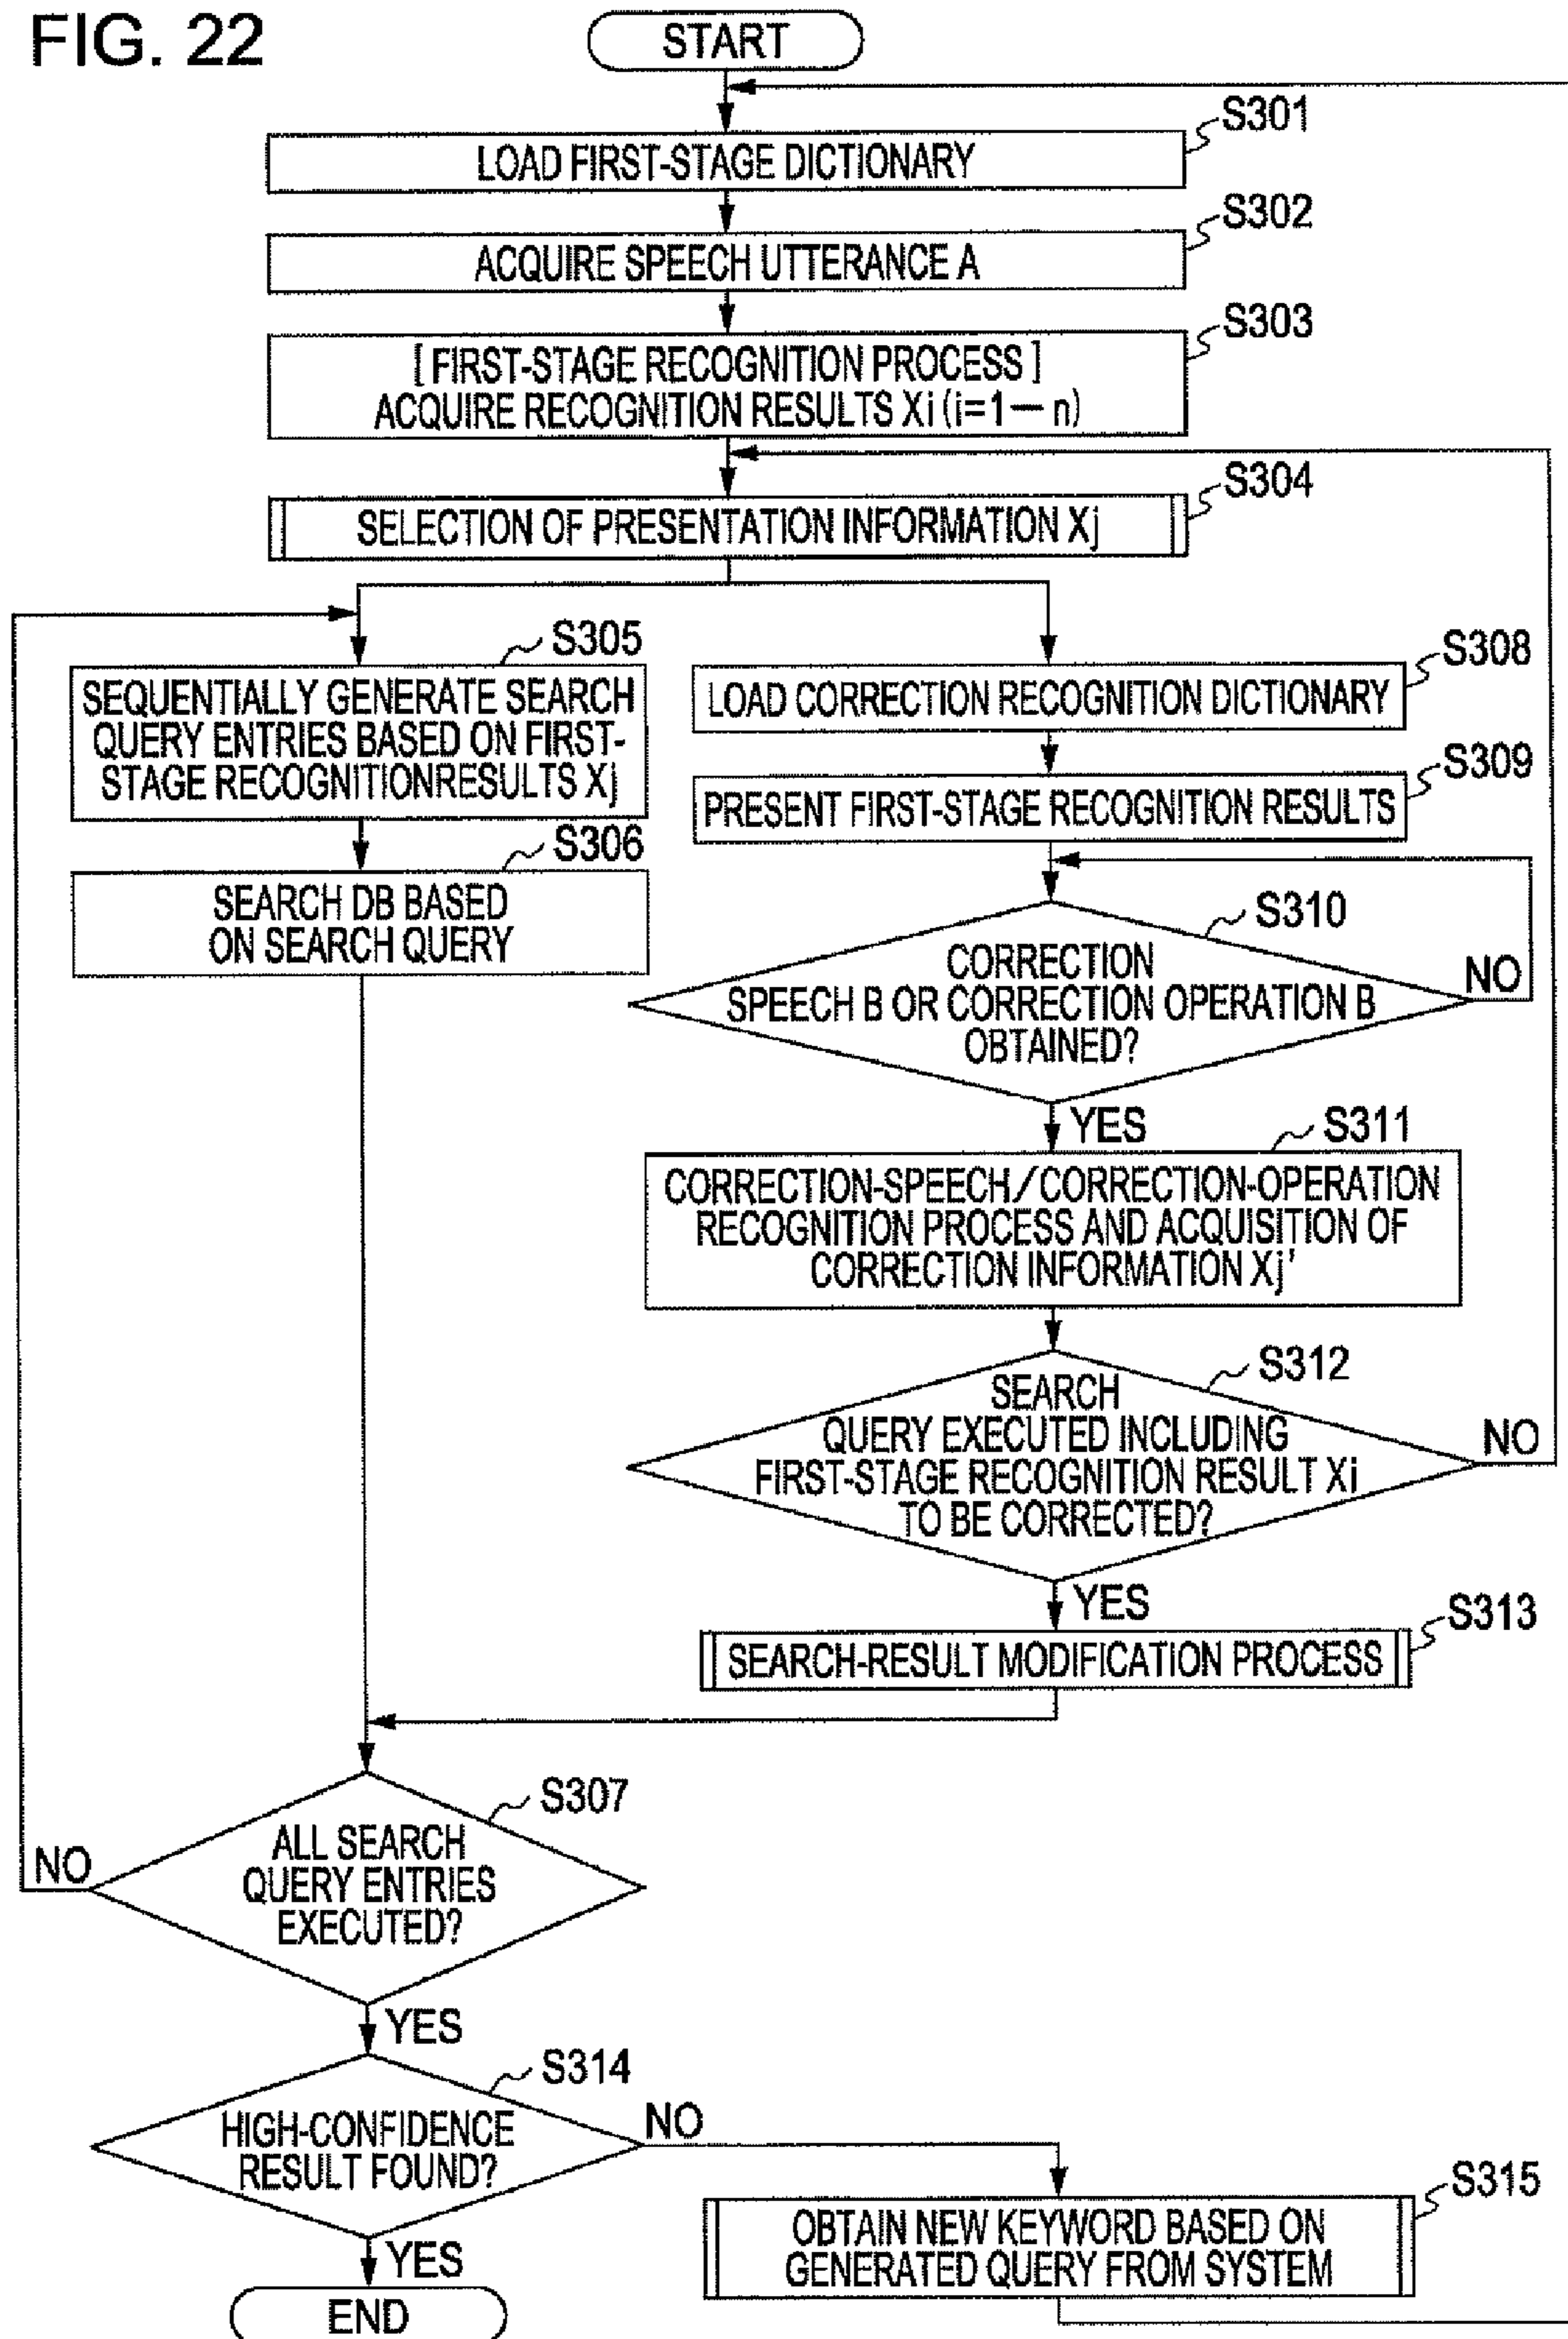 FIG. 22
START
S301
LOAD FIRST-STAGE DICTIONARY
S302
ACQUIRE SPEECH UTTERANCE A
S303
[ FIRST-STAGE RECOGNITION PROCESS ]
ACQUIRE RECOGNITION RESULTS Xi (i=1— n)
S304
SELECTION OF PRESENTATION INFORMATION Xj
S305
SEQUENTIALLY GENERATE SEARCH
QUERY ENTRIES BASED ON FIRST-
STAGE RECOGNITIONRESULTS Xj
S306
SEARCH DB BASED
ON SEARCH QUERY
S308
LOAD CORRECTION RECOGNITION DICTIONARY
S309
PRESENT FIRST-STAGE RECOGNITION RESULTS
S310
CORRECTION
SPEECH B OR CORRECTION OPERATION B
OBTAINED?
NO
YES
S311
CORRECTION-SPEECH/CORRECTION-OPERATION
RECOGNITION PROCESS AND ACQUISITION OF
CORRECTION INFORMATION Xj'
S312
SEARCH
QUERY EXECUTED INCLUDING
FIRST-STAGE RECOGNITION RESULT Xi
TO BE CORRECTED?
NO
YES
S313
SEARCH-RESULT MODIFICATION PROCESS
S307
ALL SEARCH
QUERY ENTRIES
EXECUTED?
NO
YES
S314
HIGH-CONFIDENCE
RESULT FOUND?
NO
YES
S315
OBTAIN NEW KEYWORD BASED ON
GENERATED QUERY FROM SYSTEM
END